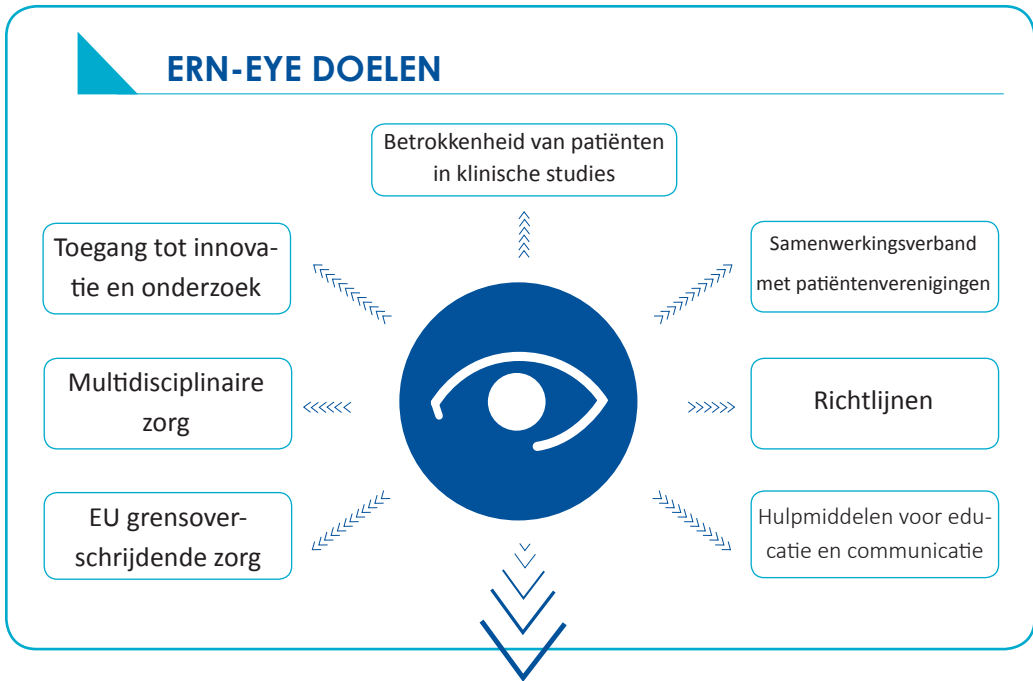 ERN-EYE DOELEN
Betrokkenheid van patiënten
in klinische studies
Toegang tot innova-
tie en onderzoek
Samenwerkingsverband
met patiëntenverenigingen
Multidisciplinaire
zorg
Richtlijnen
EU grensover-
schrijdende zorg
Hulpmiddelen voor edu-
catie en communicatie